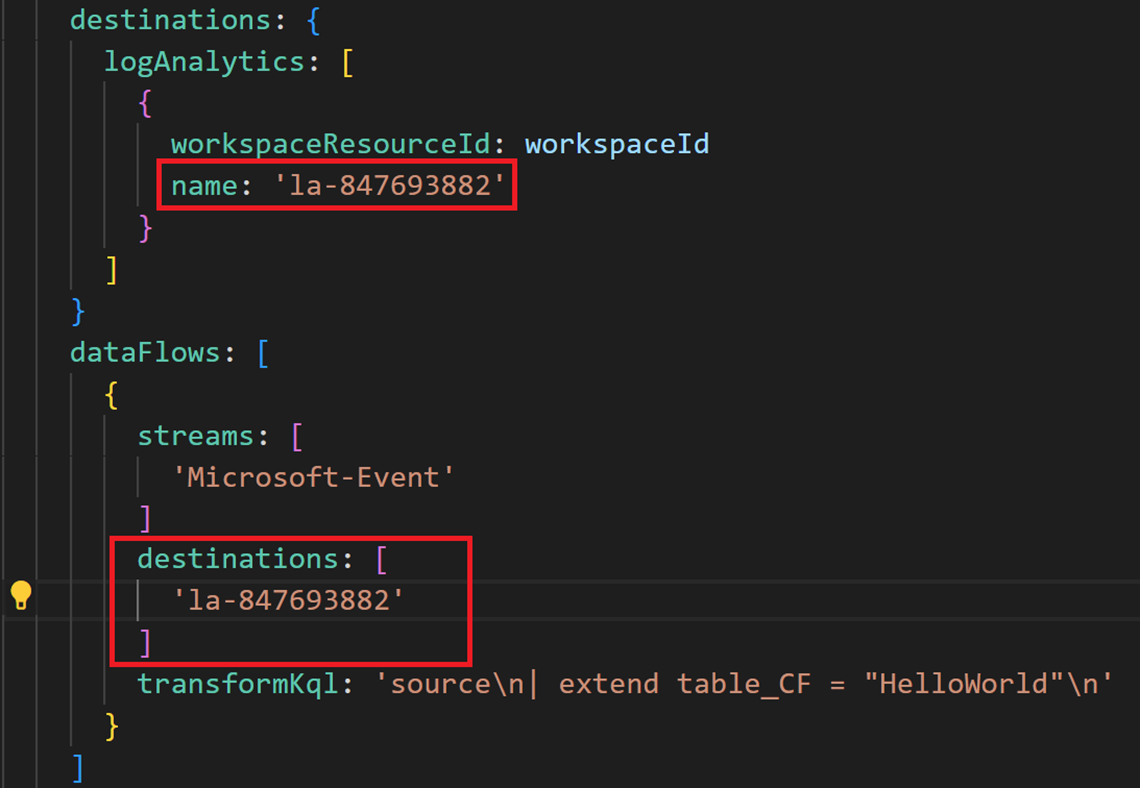 destinations: {
logAnalytics: [
{
workspaceResourceId: workspaceId
name: 'la-847693882'
}
]
}
dataFlows: [
{
streams: [
'Microsoft-Event'
]
destinations: [
'la-847693882'
]
transformKql: 'source\n| extend table_CF = "HelloWorld"\n'
}
]